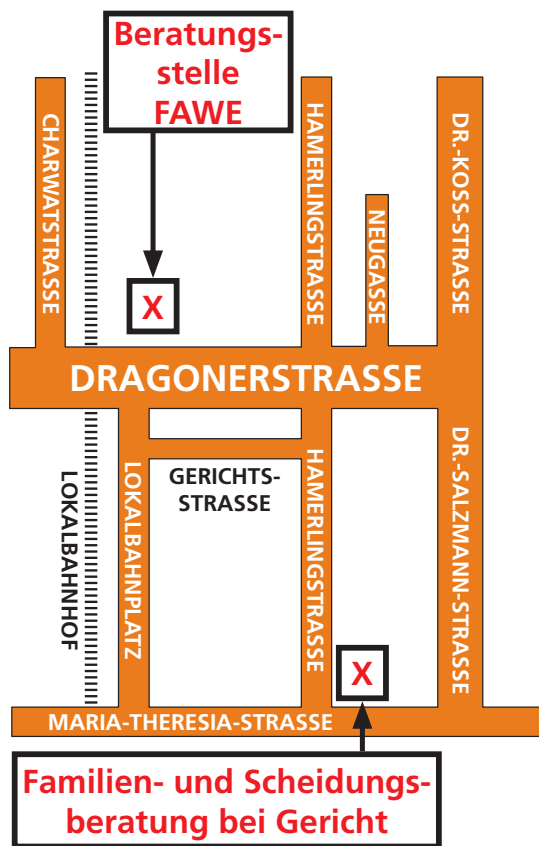 Beratungs-
stelle
FAWE
CHARWATSTRASSE
HAMERLINGSTRASSE
NEUGASSE
DR.-KOSS-STRASSE
X
DRAGONERSTRASSE
LOKALBAHNHOF
LOKALBAHNPLATZ
GERICHTS-
STRASSE
HAMERLINGSTRASSE
DR.-SALZMANN-STRASSE
X
MARIA-THERESIA-STRASSE
Familien- und Scheidungs-
beratung bei Gericht